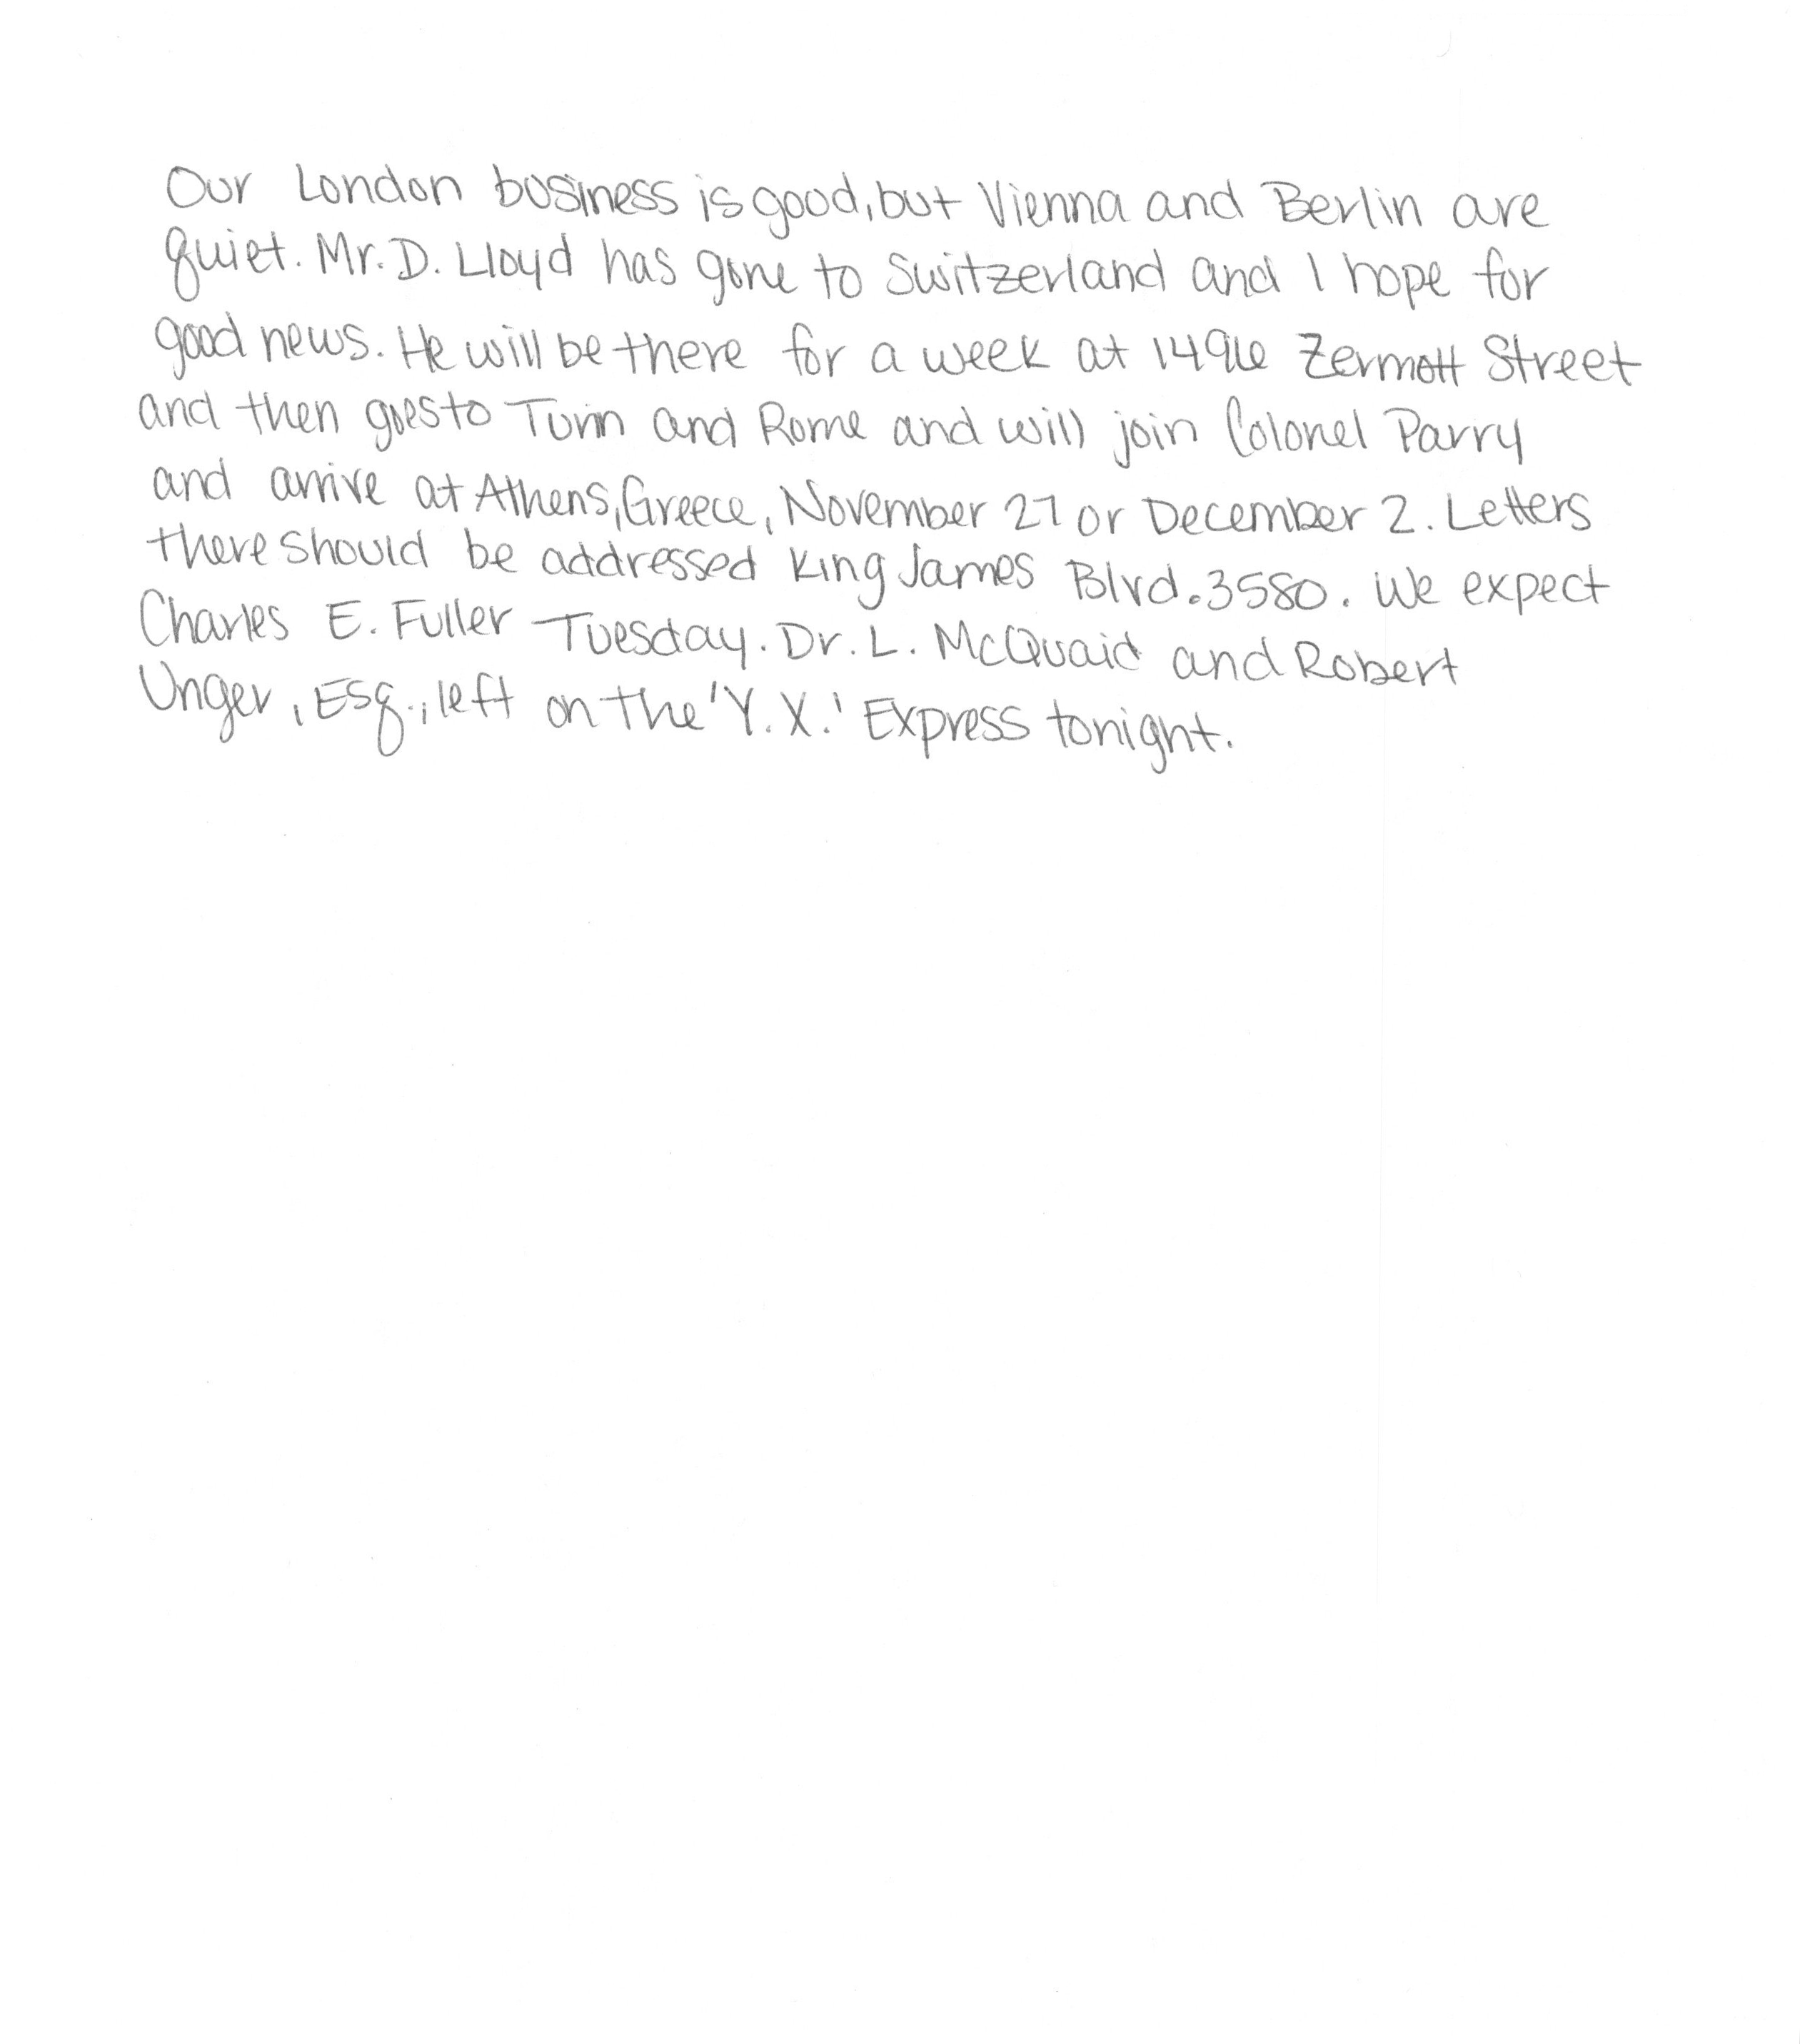 Our London business is good, but Vienna and Berlin are
quiet. Mr. D. Lloyd has gone to Switzerland and I hope for
good news. He will be there for a week at 1496 Zermott Street
and then goes to Turin and Rome and will join Colonel Parry
and arrive at Athens, Greece, November 27 or December 2. Letters
there should be addressed King James Blvd. 3580. We expect
Charles E. Fuller Tuesday. Dr. L. McQuaid and Robert
Unger, Esq., left on the 'Y. X.' Express tonight.